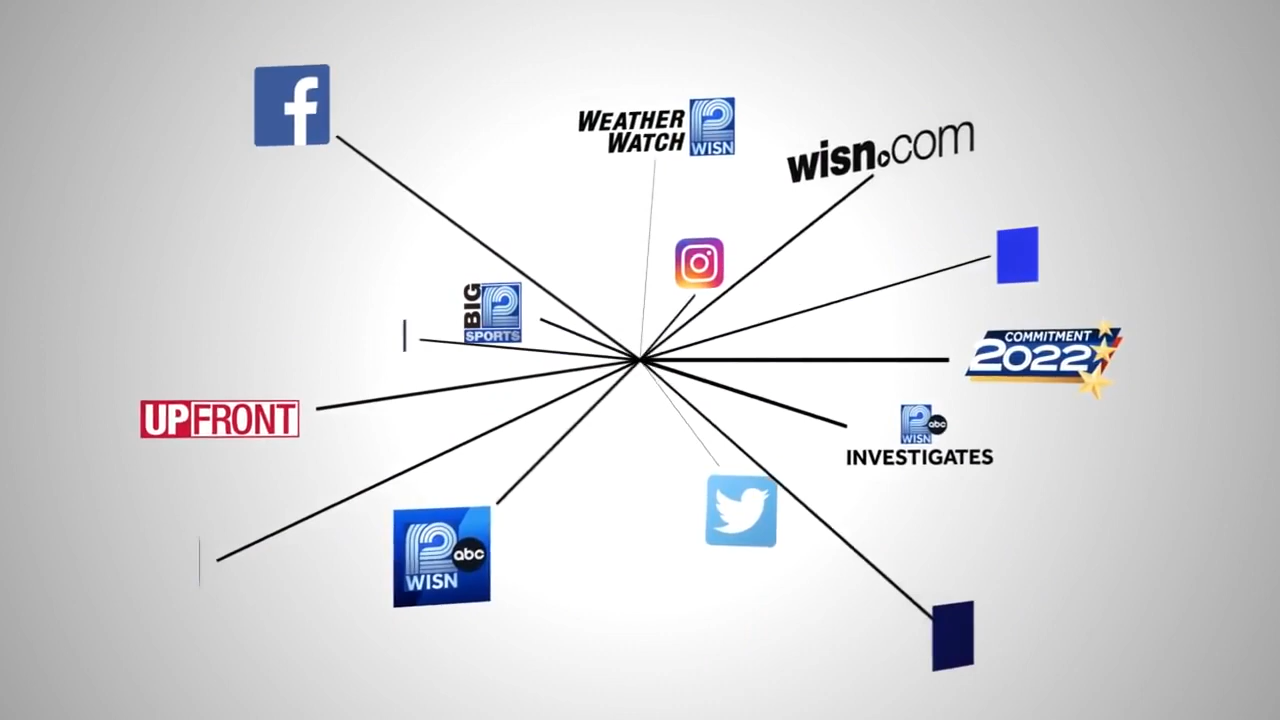 f
WEATHER
WATCH
12
WISN
wisn.com
BIG
12
SPORTS
COMMITMENT
2022
UPFRONT
12
WISN
abc
INVESTIGATES
12
abc
WISN